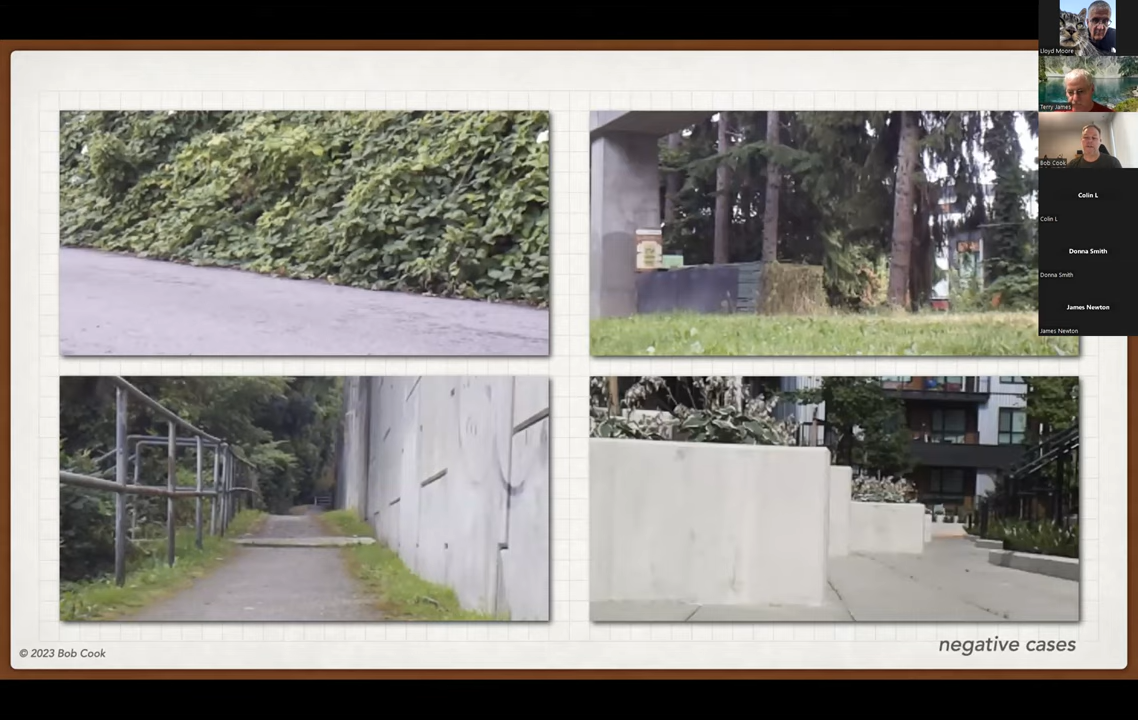 Lloyd Moore
Terry James
Bob Cook
Colin L
Colin L
Donna Smith
Donna Smith
James Newton
James Newton
© 2023 Bob Cook
negative cases